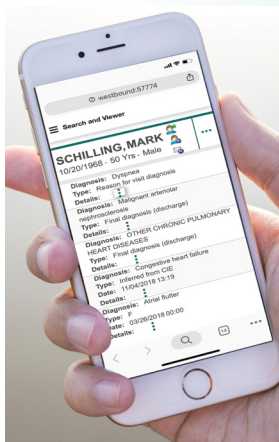 westbound:57774
Search and Viewer
SCHILLING, MARK
10/20/1968 - 50 Yrs - Male
Diagnosis: Dyspnea
Type: Reason for visit diagnosis
Details:
Diagnosis: Malignant arteriolar
nephrosclerosis
Type: Final diagnosis (discharge)
Details:
Diagnosis: OTHER CHRONIC PULMONARY
HEART DISEASES
Type: Final diagnosis (discharge)
Details:
Diagnosis: Congestive heart failure
Type: Inferred from CIE
Date: 11/04/2018 13:19
Details:
Diagnosis: Atrial flutter
Type: F
Date: 03/26/2018 00:00
Details:
14